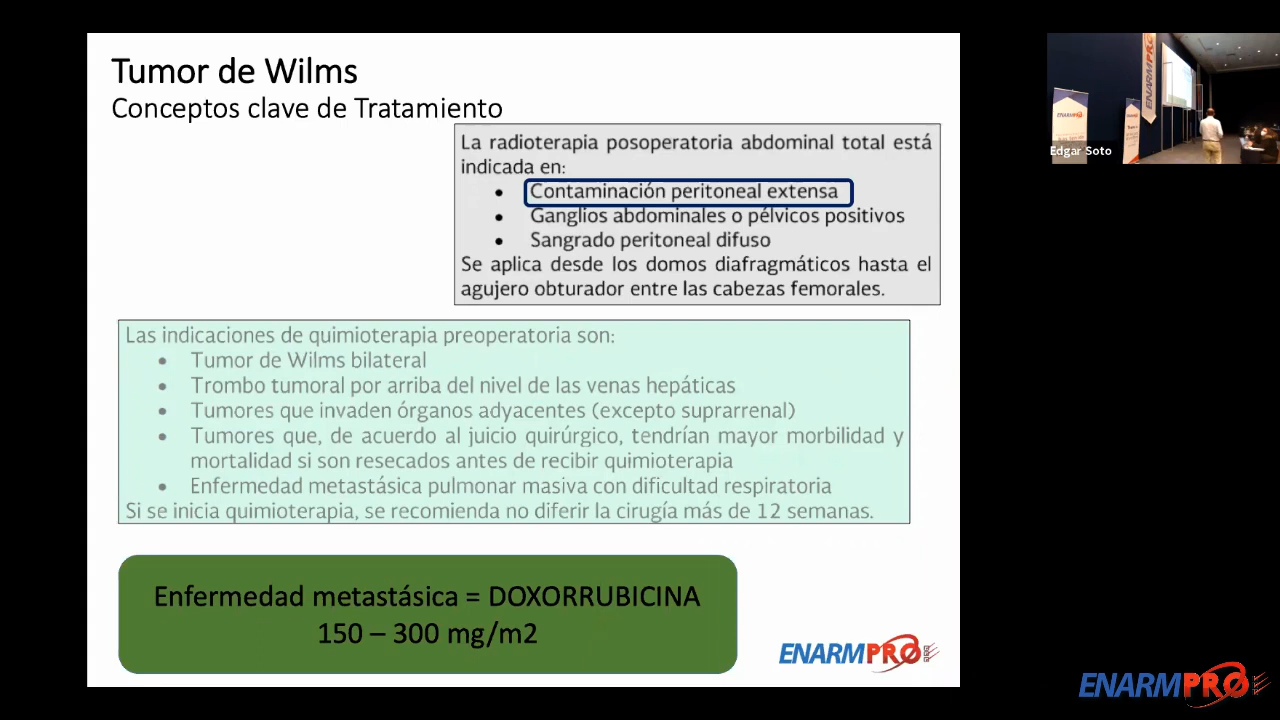 Tumor de Wilms
Conceptos clave de Tratamiento
La radioterapia posoperatoria abdominal total está
indicada en:
• Contaminación peritoneal extensa
• Ganglios abdominales o pélvicos positivos
• Sangrado peritoneal difuso
Se aplica desde los domos diafragmáticos hasta el
agujero obturador entre las cabezas femorales.
Las indicaciones de quimioterapia preoperatoria son:
• Tumor de Wilms bilateral
• Trombo tumoral por arriba del nivel de las venas hepáticas
• Tumores que invaden órganos adyacentes (excepto suprarrenal)
• Tumores que, de acuerdo al juicio quirúrgico, tendrían mayor morbilidad y
mortalidad si son resecados antes de recibir quimioterapia
• Enfermedad metastásica pulmonar masiva con dificultad respiratoria
Si se inicia quimioterapia, se recomienda no diferir la cirugía más de 12 semanas.
Enfermedad metastásica = DOXORRUBICINA
150 – 300 mg/m2
ENARMPRO
ENARMPRO
ENARMPRO
Edgar Soto
ENARMPRO